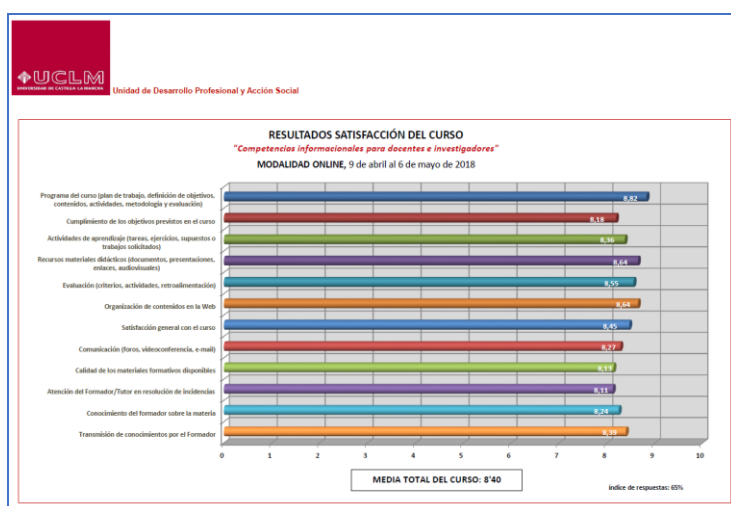 UCLM
UNIVERSIDAD DE CASTILLA-LA MANCHA
Unidad de Desarrollo Profesional y Acción Social
RESULTADOS SATISFACCIÓN DEL CURSO
"Competencias informacionales para docentes e investigadores"
MODALIDAD ONLINE, 9 de abril al 6 de mayo de 2018
Programa del curso (plan de trabajo, definición de objetivos,
contenidos, actividades, metodología y evaluación)
8,82
Cumplimiento de los objetivos previstos en el curso
8,18
Actividades de aprendizaje (tareas, ejercicios, supuestos o
trabajos solicitados)
8,36
Recursos materiales didácticos (documentos, presentaciones,
enlaces, audiovisuales)
8,64
Evaluación (criterios, actividades, retroalimentación)
8,55
Organización de contenidos en la Web
8,64
Satisfacción general con el curso
8,45
Comunicación (foros, videoconferencia, e-mail)
8,27
Calidad de los materiales formativos disponibles
8,13
Atención del Formador/Tutor en resolución de incidencias
8,11
Conocimiento del formador sobre la materia
8,24
Transmisión de conocimientos por el Formador
8,39
0 1 2 3 4 5 6 7 8 9 10
MEDIA TOTAL DEL CURSO: 8'40
índice de respuestas: 65%